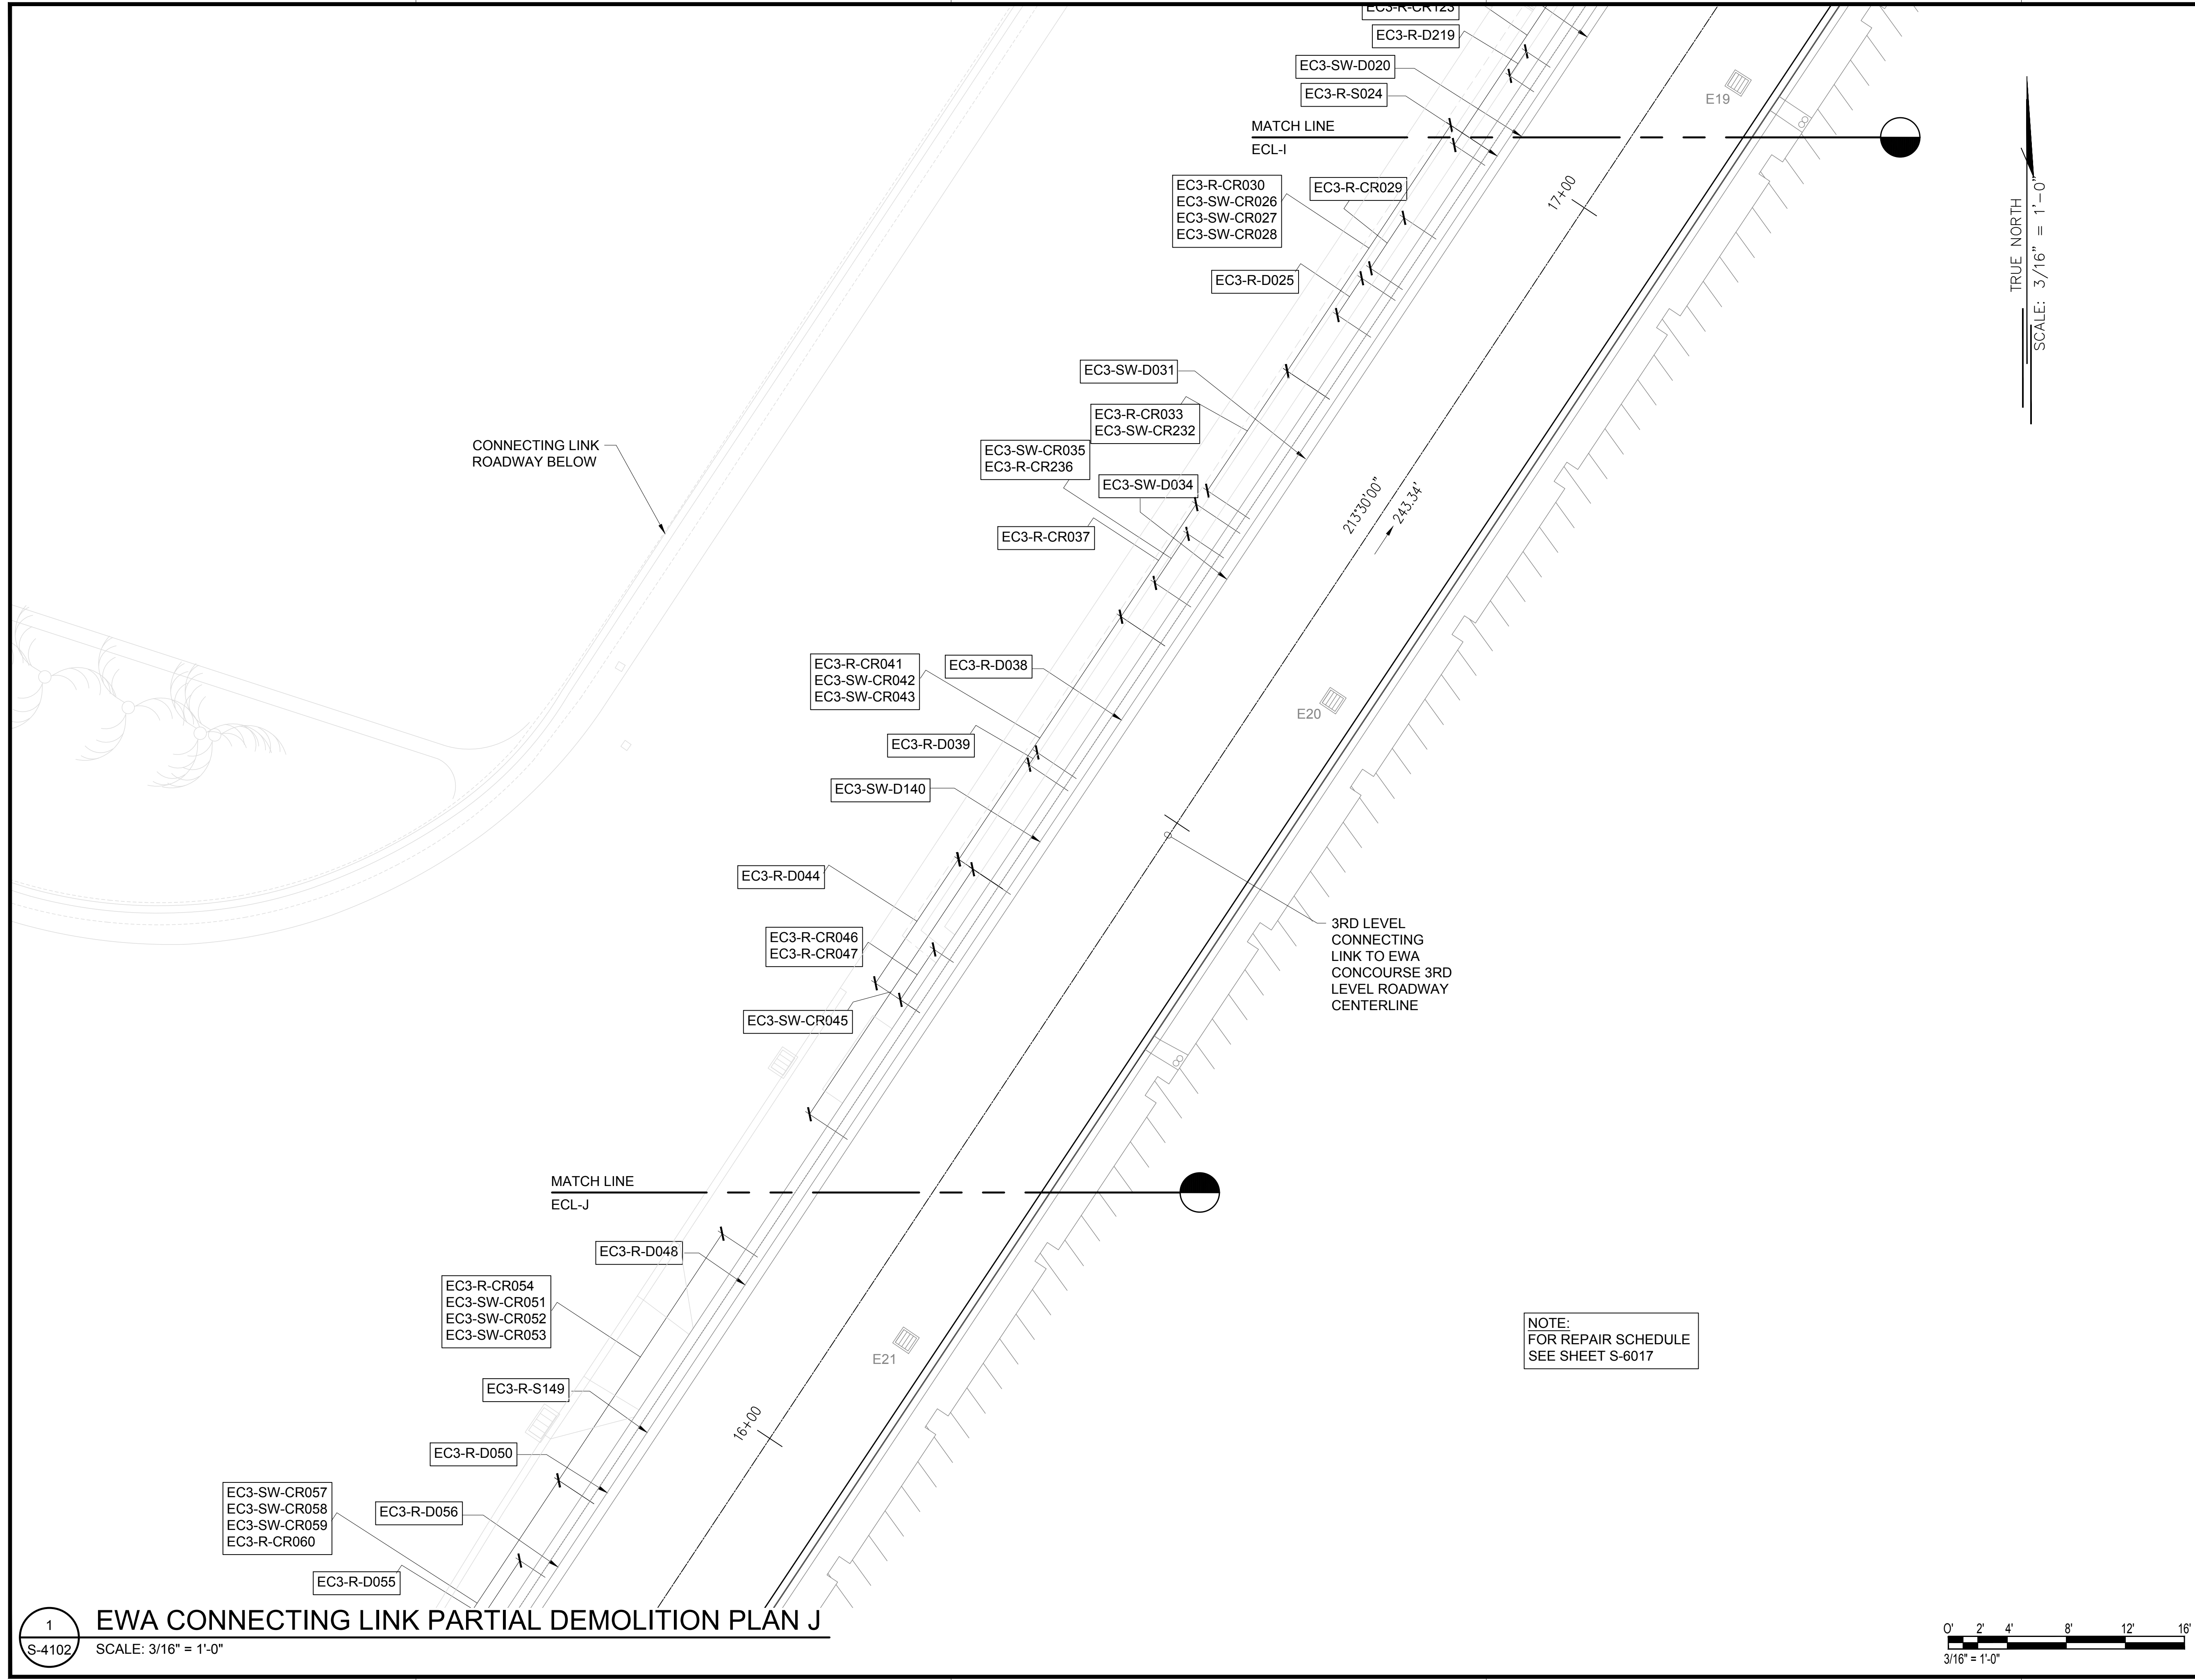 EC3-R-CR123
EC3-R-D219
EC3-SW-D020
EC3-R-S024
E19
MATCH LINE
ECL-I
EC3-R-CR030
EC3-SW-CR026
EC3-SW-CR027
EC3-SW-CR028
EC3-R-CR029
17+00
TRUE NORTH
SCALE: 3/16" = 1'-0"
EC3-R-D025
EC3-SW-D031
EC3-R-CR033
EC3-SW-CR232
CONNECTING LINK
ROADWAY BELOW
EC3-SW-CR035
EC3-R-CR236
EC3-SW-D034
213°30'00"
243.34'
EC3-R-CR037
EC3-R-CR041
EC3-SW-CR042
EC3-SW-CR043
EC3-R-D038
E20
EC3-R-D039
EC3-SW-D140
EC3-R-D044
3RD LEVEL
CONNECTING
LINK TO EWA
CONCOURSE 3RD
LEVEL ROADWAY
CENTERLINE
EC3-R-CR046
EC3-R-CR047
EC3-SW-CR045
MATCH LINE
ECL-J
EC3-R-D048
EC3-R-CR054
EC3-SW-CR051
EC3-SW-CR052
EC3-SW-CR053
NOTE:
FOR REPAIR SCHEDULE
SEE SHEET S-6017
E21
EC3-R-S149
16+00
EC3-R-D050
EC3-SW-CR057
EC3-SW-CR058
EC3-SW-CR059
EC3-R-CR060
EC3-R-D056
EC3-R-D055
1
S-4102
EWA CONNECTING LINK PARTIAL DEMOLITION PLAN J
SCALE: 3/16" = 1'-0"
0' 2' 4' 8' 12' 16'
3/16" = 1'-0"